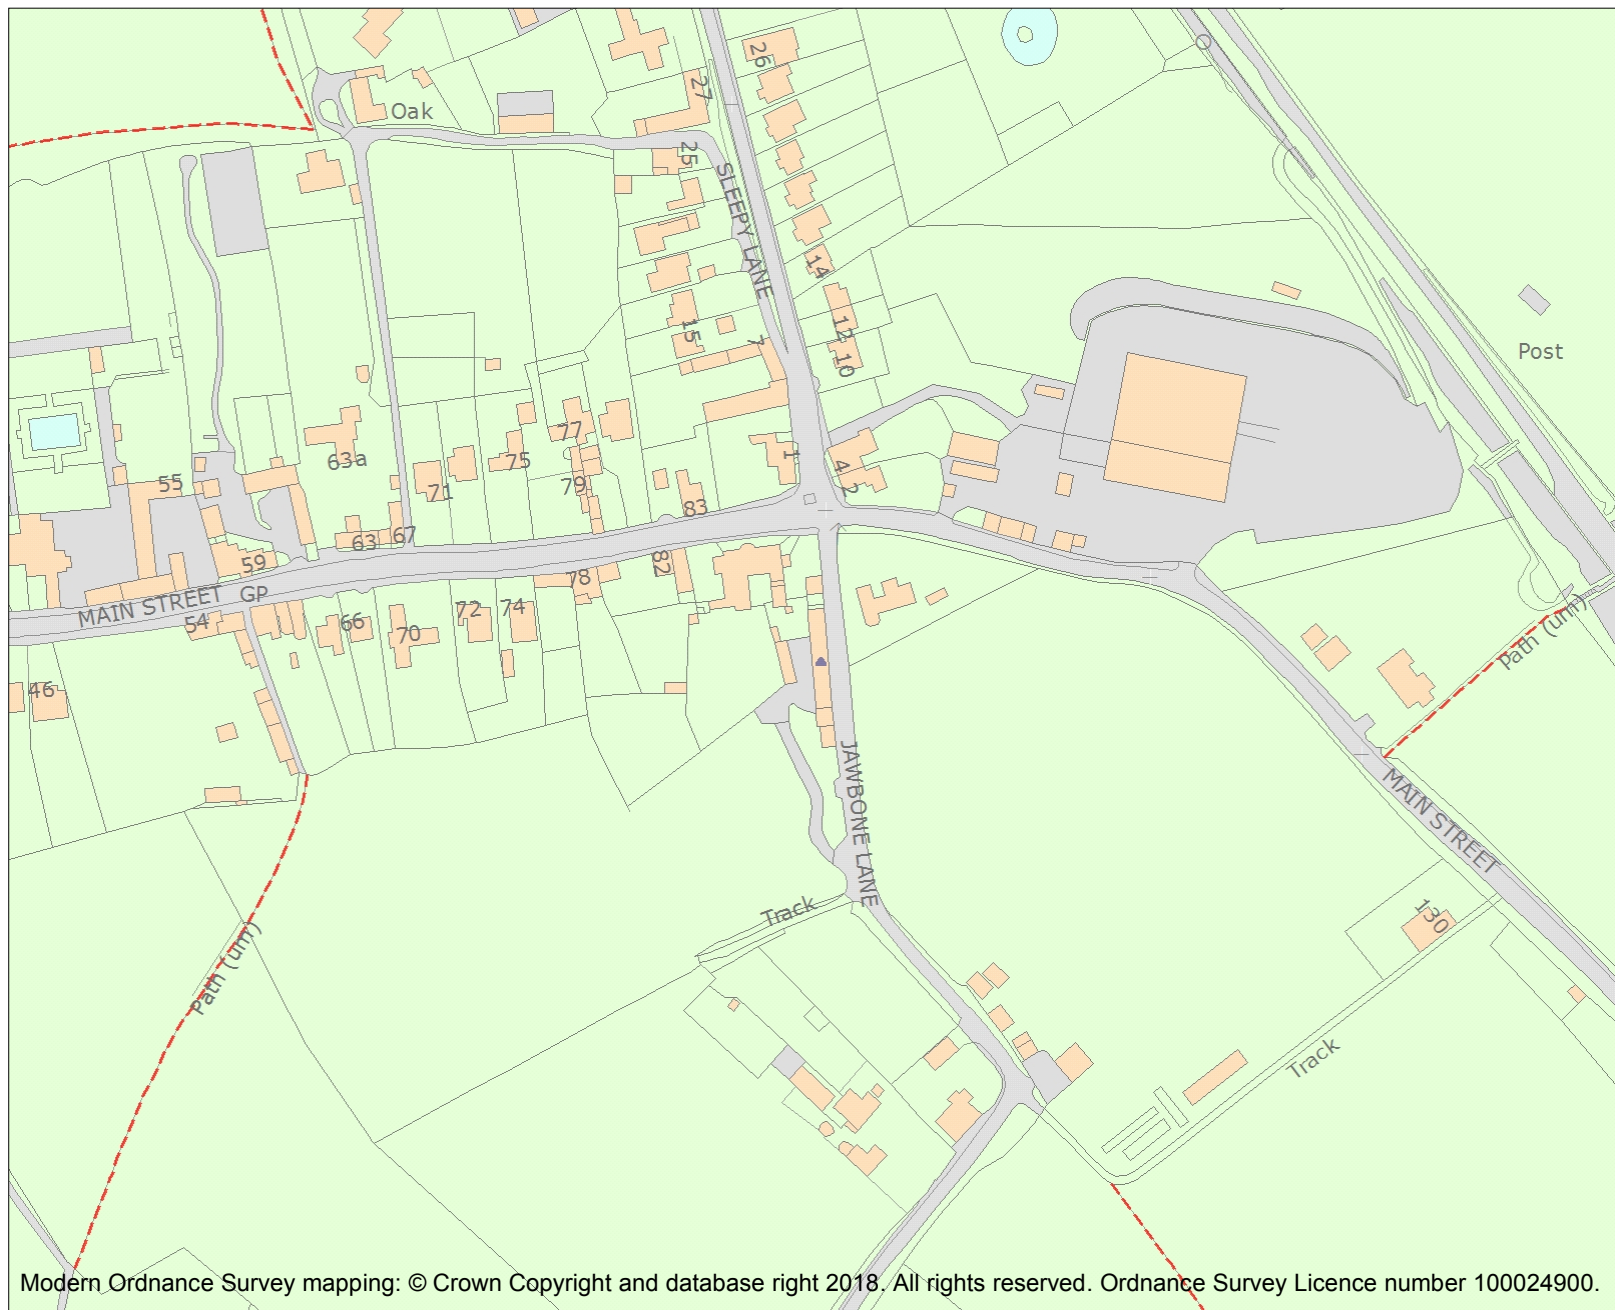 26
27
Oak
25
SLEEPY LANE
14
15
7
12
10
Post
77
1
4
2
63a
75
55
71
79
83
63
67
59
82
78
MAIN STREET
GP
54
66
72
74
70
Path (um)
46
JAWBONE LANE
MAIN STREET
Track
130
Path (um)
Track
Modern Ordnance Survey mapping: © Crown Copyright and database right 2018. All rights reserved. Ordnance Survey Licence number 100024900.